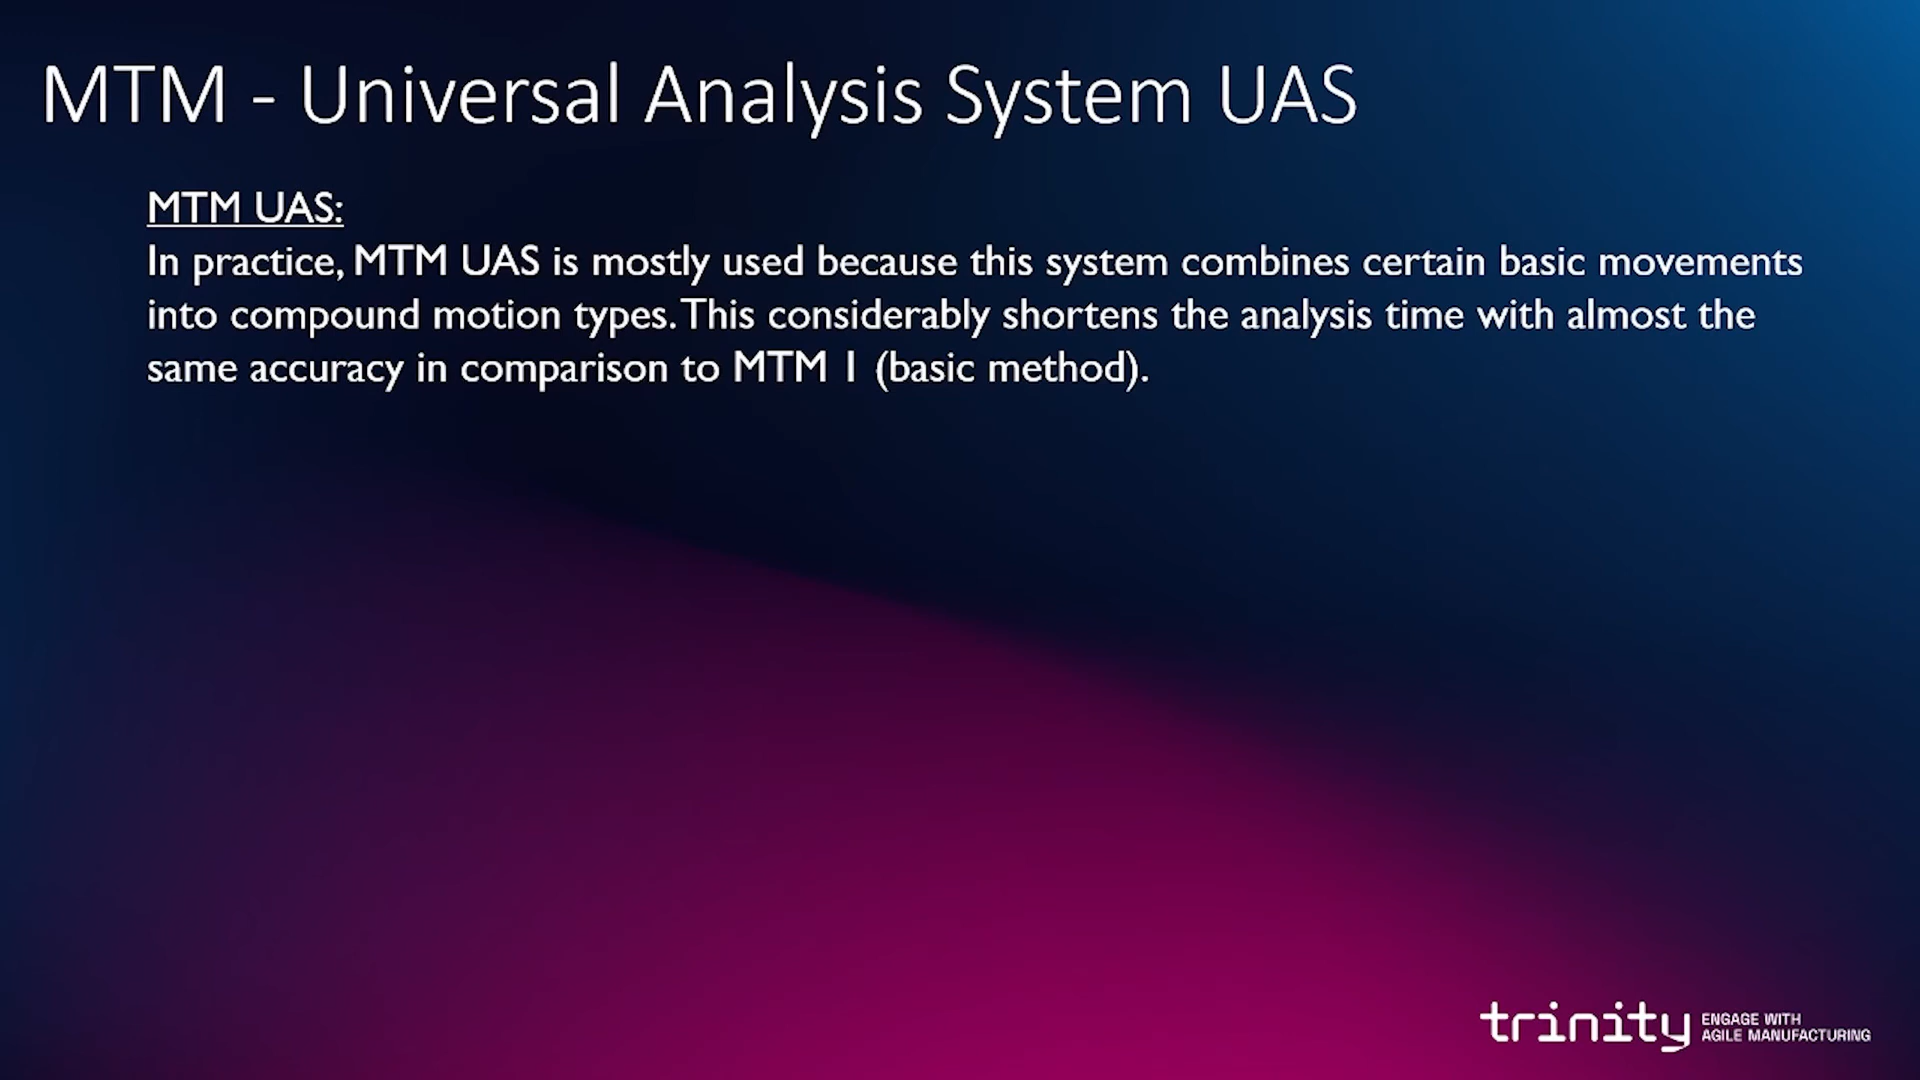 MTM - Universal Analysis System UAS
MTM UAS:
In practice, MTM UAS is mostly used because this system combines certain basic movements
into compound motion types. This considerably shortens the analysis time with almost the
same accuracy in comparison to MTM 1 (basic method).
trinity
ENGAGE WITH
AGILE MANUFACTURING